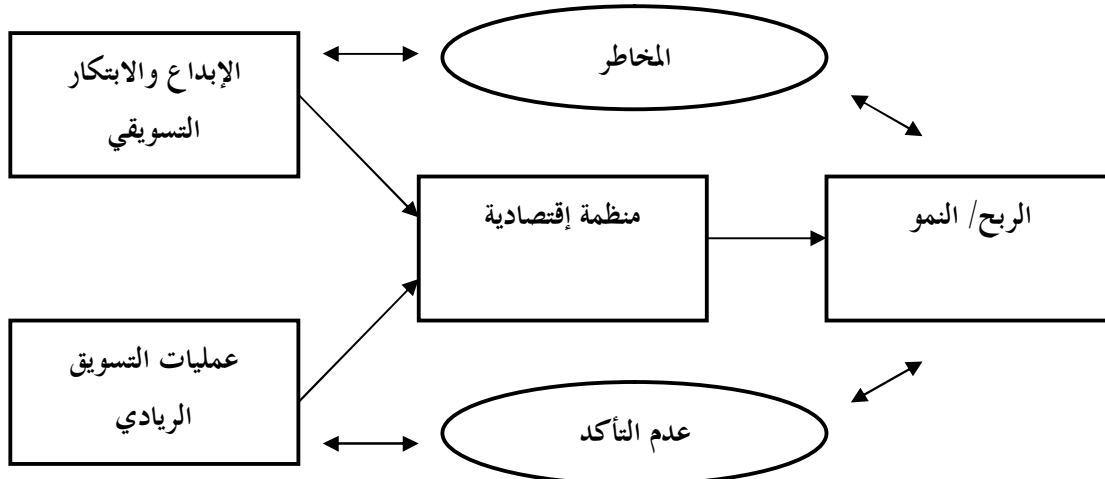 المخاطر
الإبداع والابتكار
التسويقي
الربح/ النمو
منظمة إقتصادية
عمليات التسويق
الريادي
عدم التأكد